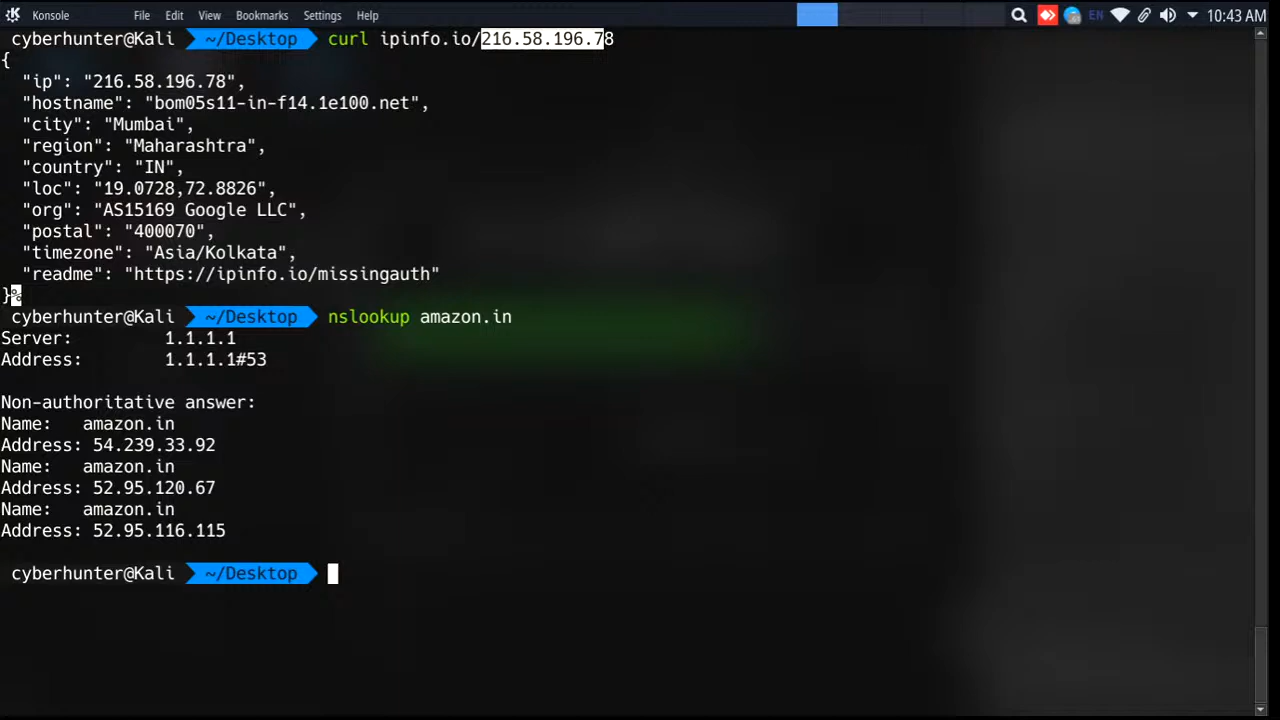 Konsole File Edit View Bookmarks Settings Help EN 10:43 AM
cyberhunter@Kali ~/Desktop curl ipinfo.io/216.58.196.78
{
"ip": "216.58.196.78",
"hostname": "bom05s11-in-f14.1e100.net",
"city": "Mumbai",
"region": "Maharashtra",
"country": "IN",
"loc": "19.0728,72.8826",
"org": "AS15169 Google LLC",
"postal": "400070",
"timezone": "Asia/Kolkata",
"readme": "https://ipinfo.io/missingauth"
}%
cyberhunter@Kali ~/Desktop nslookup amazon.in
Server: 1.1.1.1
Address: 1.1.1.1#53
Non-authoritative answer:
Name: amazon.in
Address: 54.239.33.92
Name: amazon.in
Address: 52.95.120.67
Name: amazon.in
Address: 52.95.116.115
cyberhunter@Kali ~/Desktop